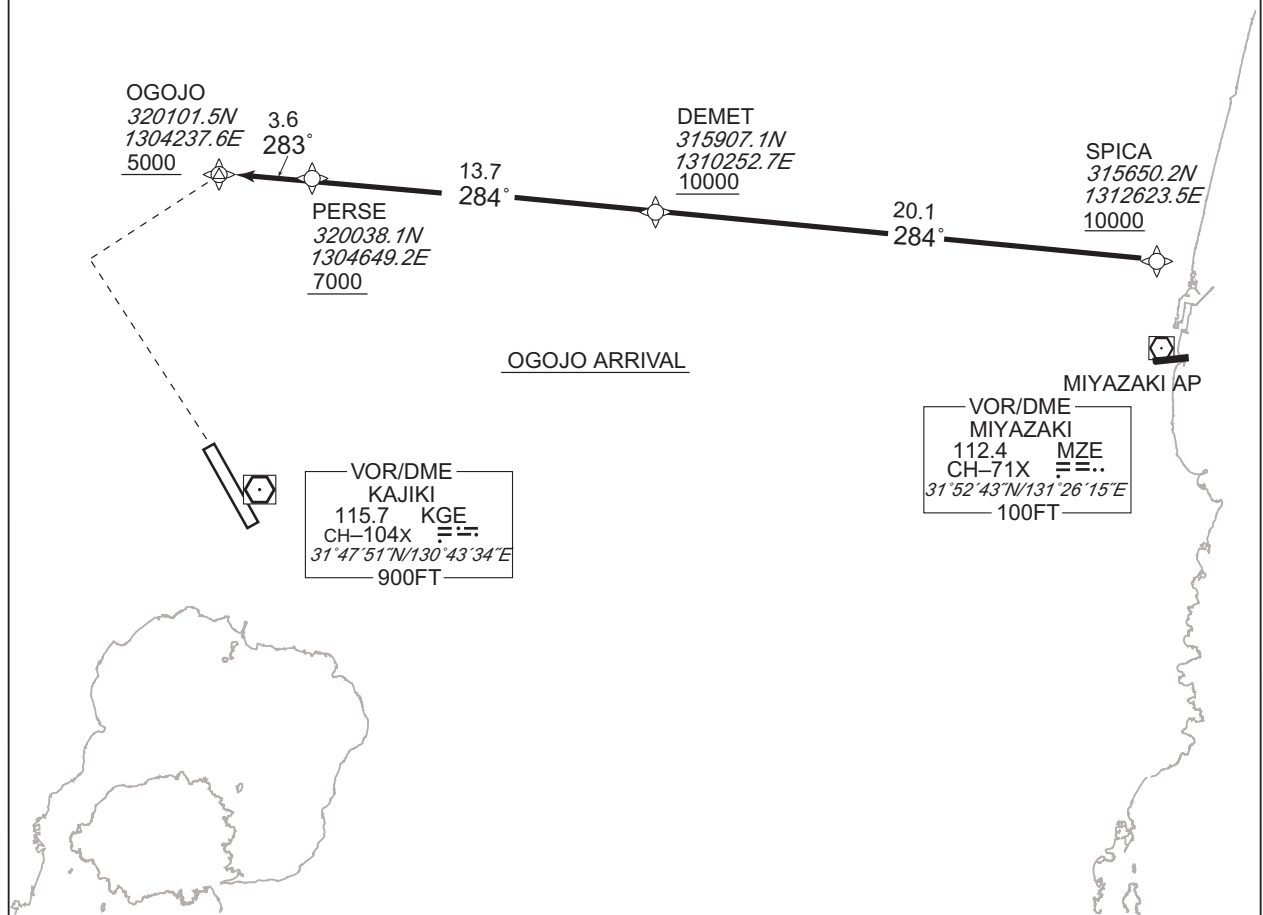 OGOJO
320101.5N
1304237.6E
5000
3.6
283°
PERSE
320038.1N
1304649.2E
7000
13.7
284°
DEMET
315907.1N
1310252.7E
10000
20.1
284°
SPICA
315650.2N
1312623.5E
10000
OGOJO ARRIVAL
MIYAZAKI AP
VOR/DME
MIYAZAKI
112.4 MZE
CH–71X
31°52´43˝N/131°26´15˝E
100FT
VOR/DME
KAJIKI
115.7 KGE
CH–104X
31°47´51˝N/130°43´34˝E
900FT